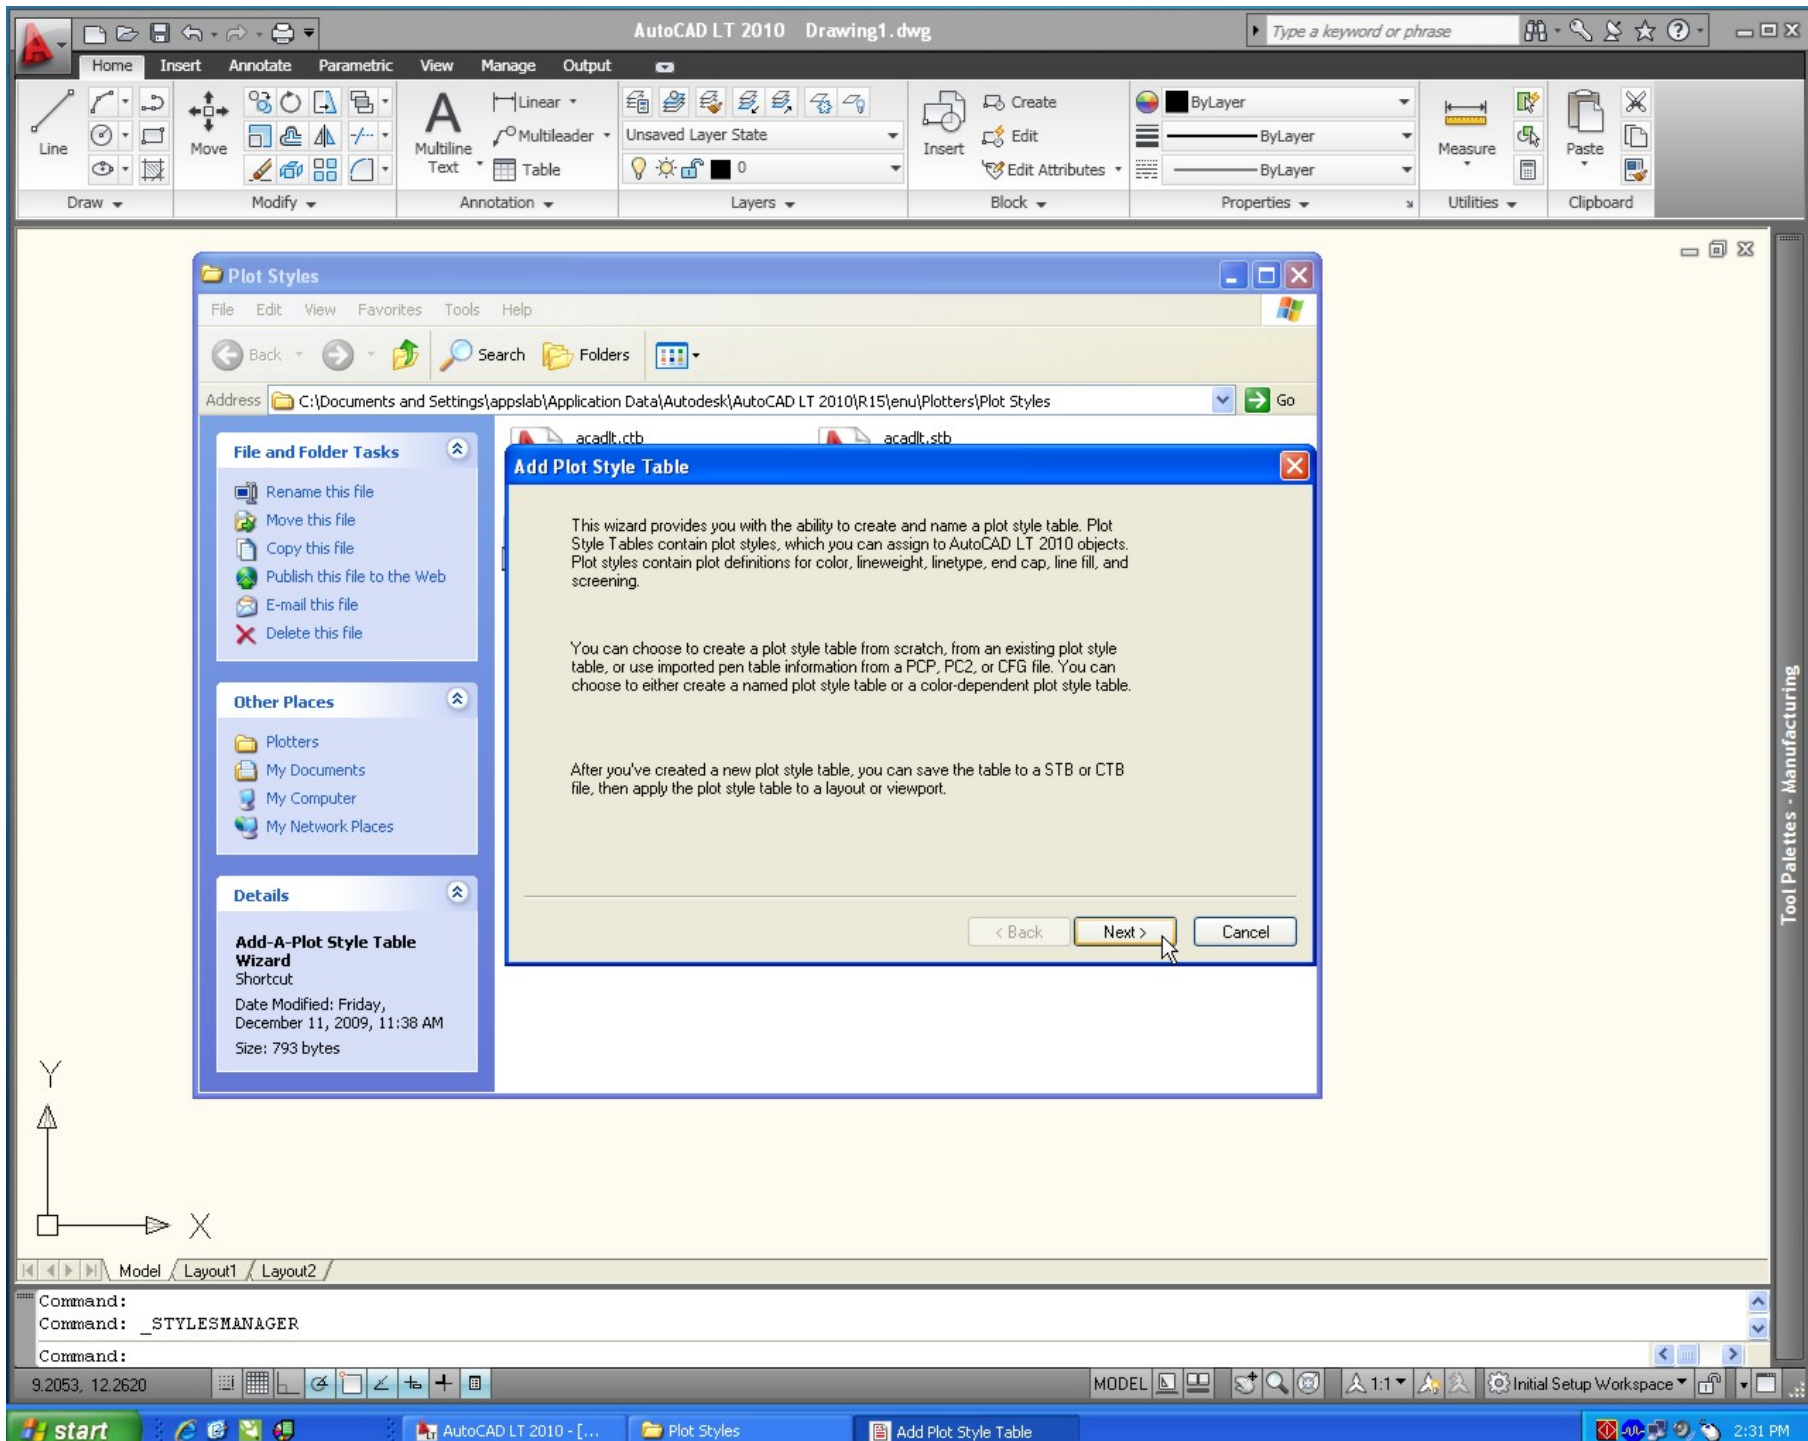 AutoCAD LT 2010 Drawing1.dwg
Type a keyword or phrase
Home Insert Annotate Parametric View Manage Output
Line
Move
Multiline Text
Linear
Multileader
Table
Unsaved Layer State
0
Insert
Create
Edit
Edit Attributes
ByLayer
ByLayer
ByLayer
Measure
Paste
Draw Modify Annotation Layers Block Properties Utilities Clipboard
Plot Styles
File Edit View Favorites Tools Help
Back Search Folders
Address C:\Documents and Settings\appslab\Application Data\Autodesk\AutoCAD LT 2010\R15\enu\Plotters\Plot Styles Go
File and Folder Tasks
Rename this file
Move this file
Copy this file
Publish this file to the Web
E-mail this file
Delete this file
Other Places
Plotters
My Documents
My Computer
My Network Places
Details
Add-A-Plot Style Table
Wizard
Shortcut
Date Modified: Friday,
December 11, 2009, 11:38 AM
Size: 793 bytes
acadlt.ctb acadlt.stb
Add Plot Style Table
This wizard provides you with the ability to create and name a plot style table. Plot
Style Tables contain plot styles, which you can assign to AutoCAD LT 2010 objects.
Plot styles contain plot definitions for color, lineweight, linetype, end cap, line fill, and
screening.
You can choose to create a plot style table from scratch, from an existing plot style
table, or use imported pen table information from a PCP, PC2, or CFG file. You can
choose to either create a named plot style table or a color-dependent plot style table.
After you've created a new plot style table, you can save the table to a STB or CTB
file, then apply the plot style table to a layout or viewport.
< Back Next > Cancel
Tool Palettes - Manufacturing
Y
X
Model Layout1 Layout2
Command:
Command: _STYLESMANAGER
Command:
9.2053, 12.2620 MODEL 1:1 Initial Setup Workspace
start AutoCAD LT 2010 - [... Plot Styles Add Plot Style Table 2:31 PM